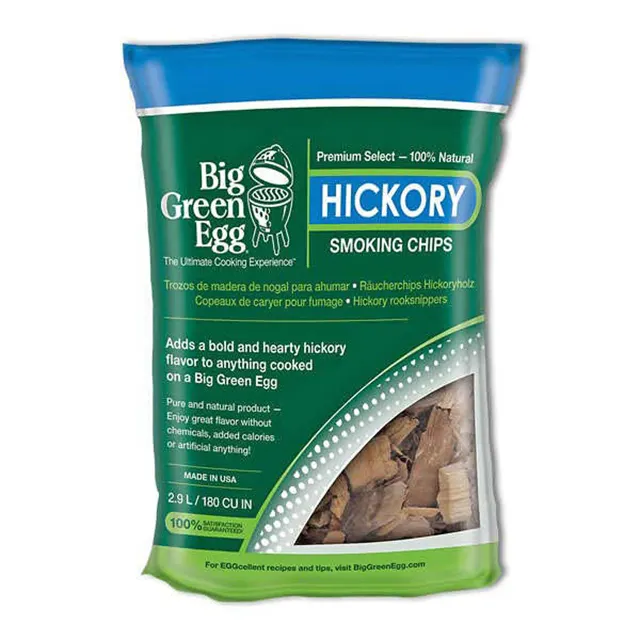 Big
Green
Egg
The Ultimate Cooking Experience™
Premium Select – 100% Natural
HICKORY
SMOKING CHIPS
Trozos de madera de nogal para ahumar • Räucherchips Hickoryholz
Copeaux de caryer pour fumage • Hickory rooksnippers
Adds a bold and hearty hickory
flavor to anything cooked
on a Big Green Egg
Pure and natural product –
Enjoy great flavor without
chemicals, added calories
or artificial anything!
MADE IN USA
2.9 L / 180 CU IN
100% SATISFACTION
GUARANTEED!
For EGGcellent recipes and tips, visit BigGreenEgg.com